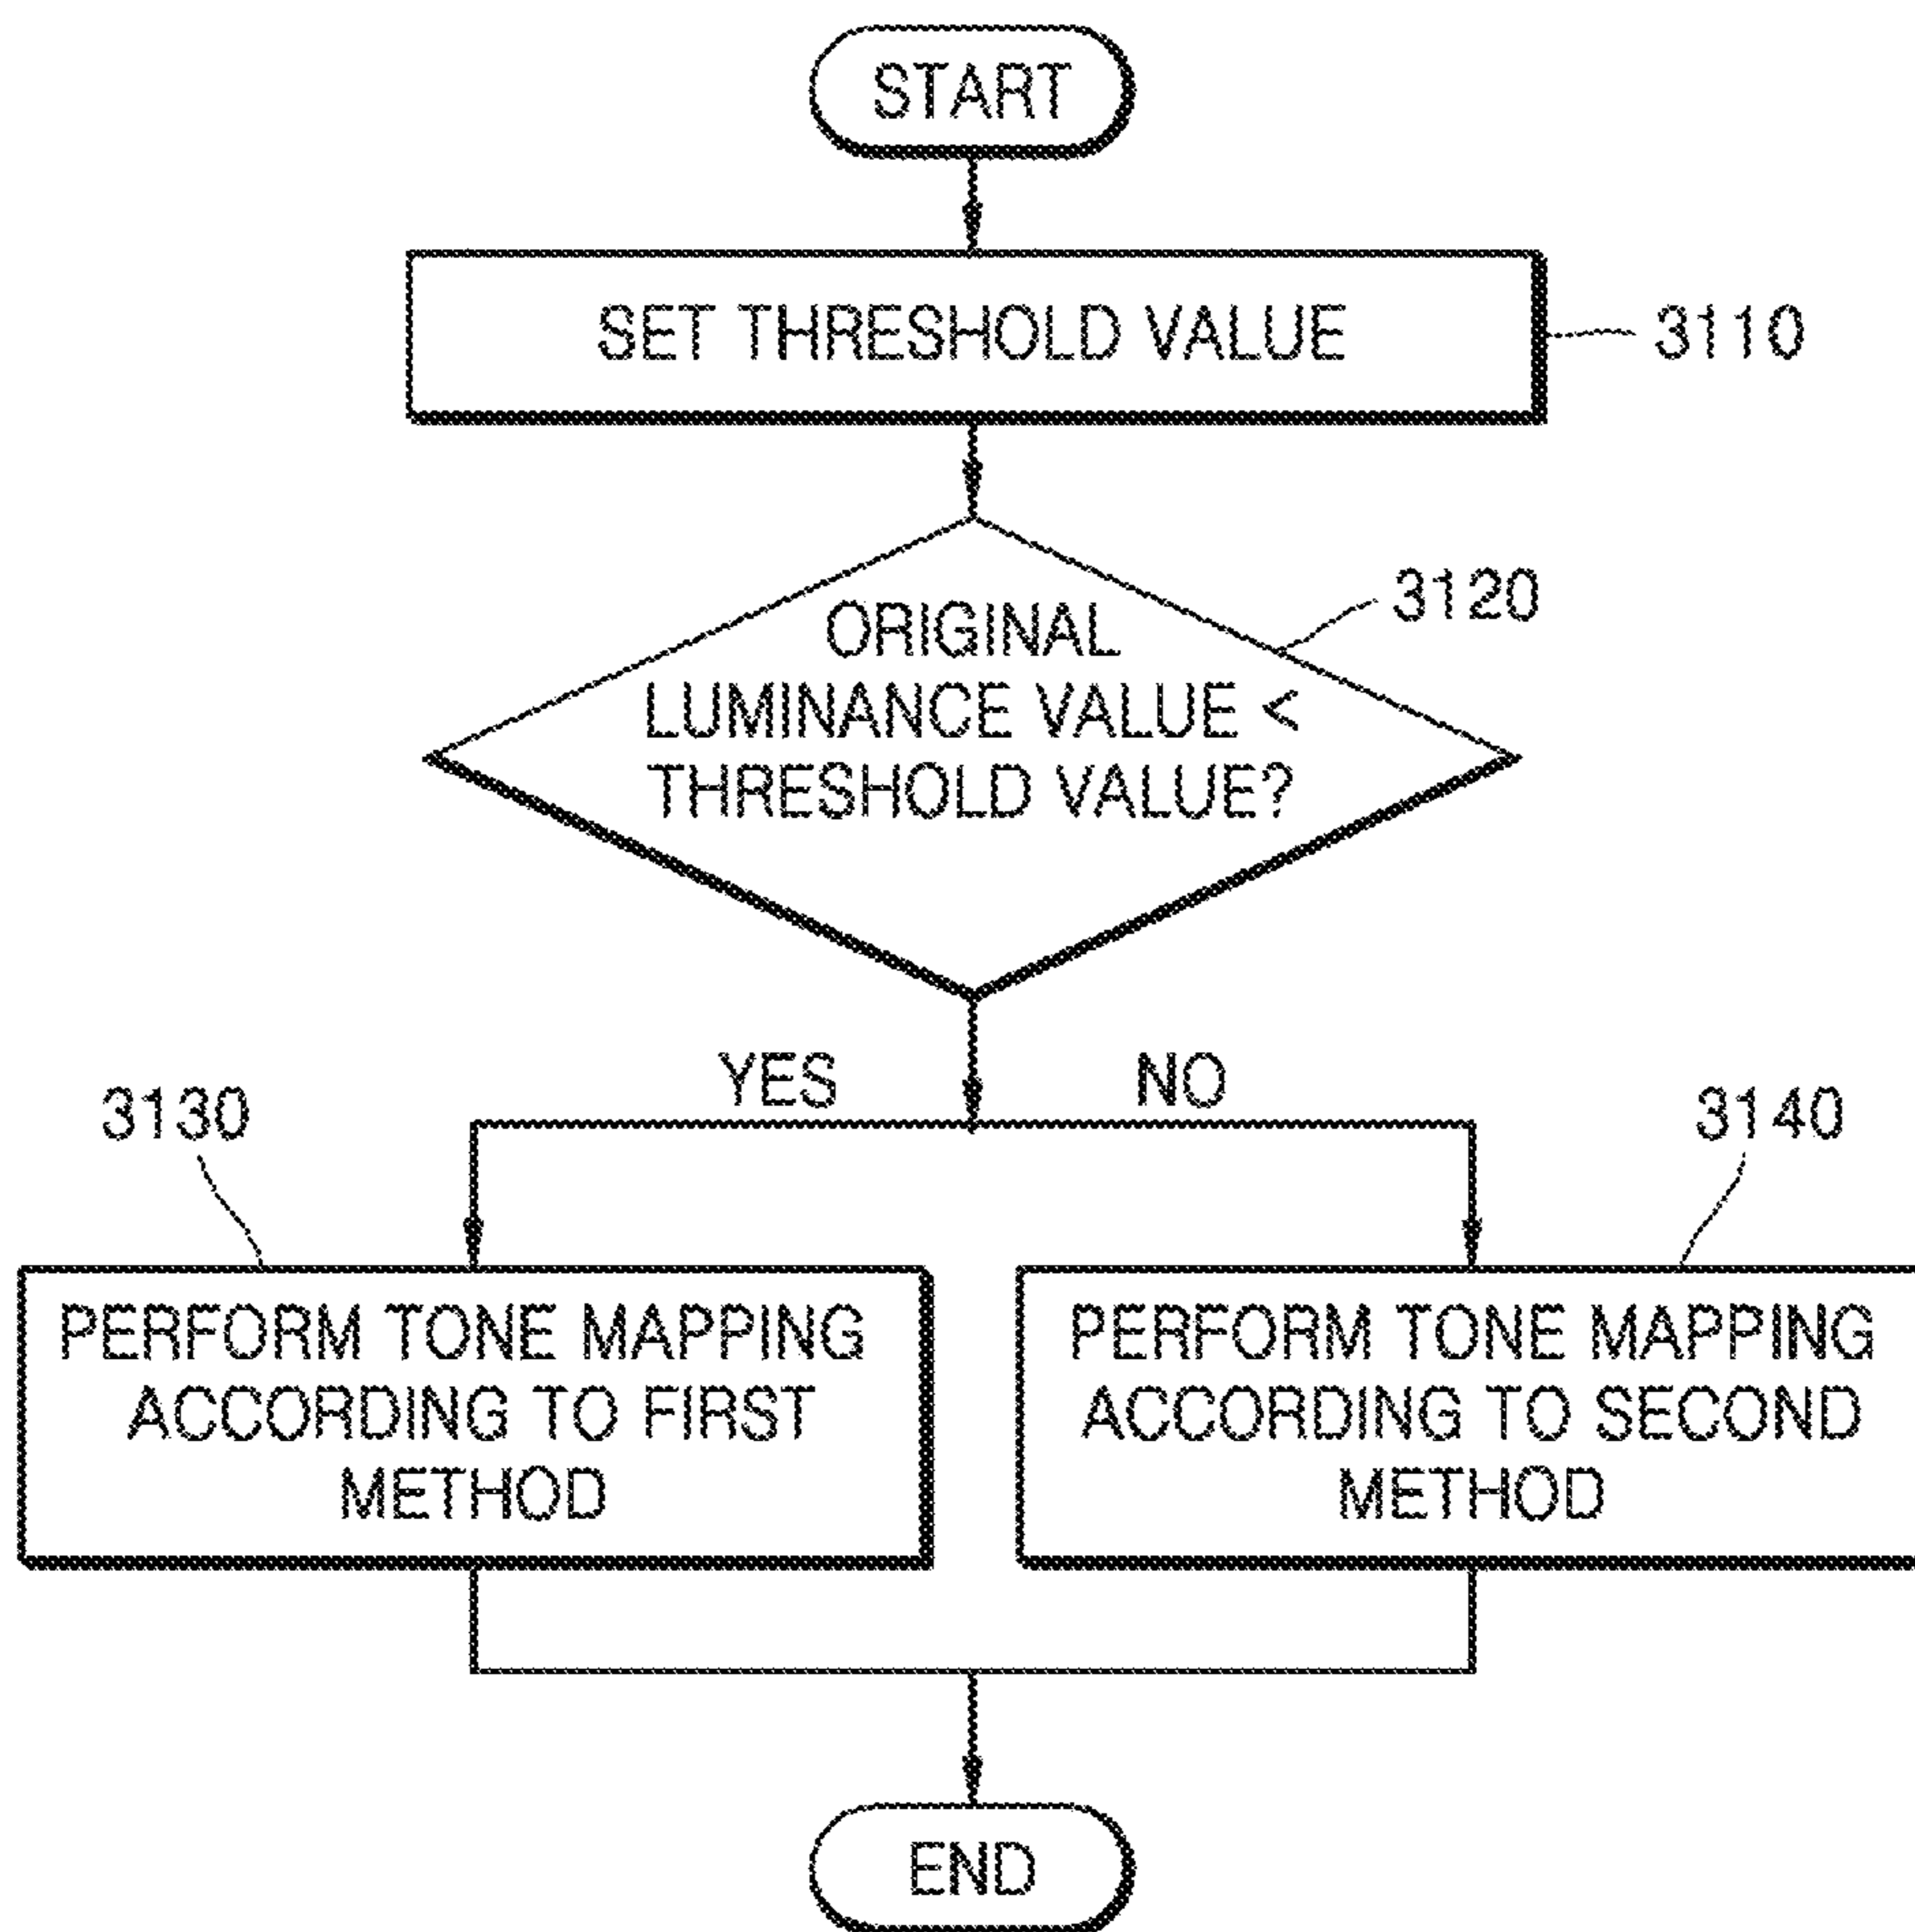 START
SET THRESHOLD VALUE
3110
ORIGINAL
LUMINANCE VALUE <
THRESHOLD VALUE?
3120
YES
NO
3130
3140
PERFORM TONE MAPPING
ACCORDING TO FIRST
METHOD
PERFORM TONE MAPPING
ACCORDING TO SECOND
METHOD
END